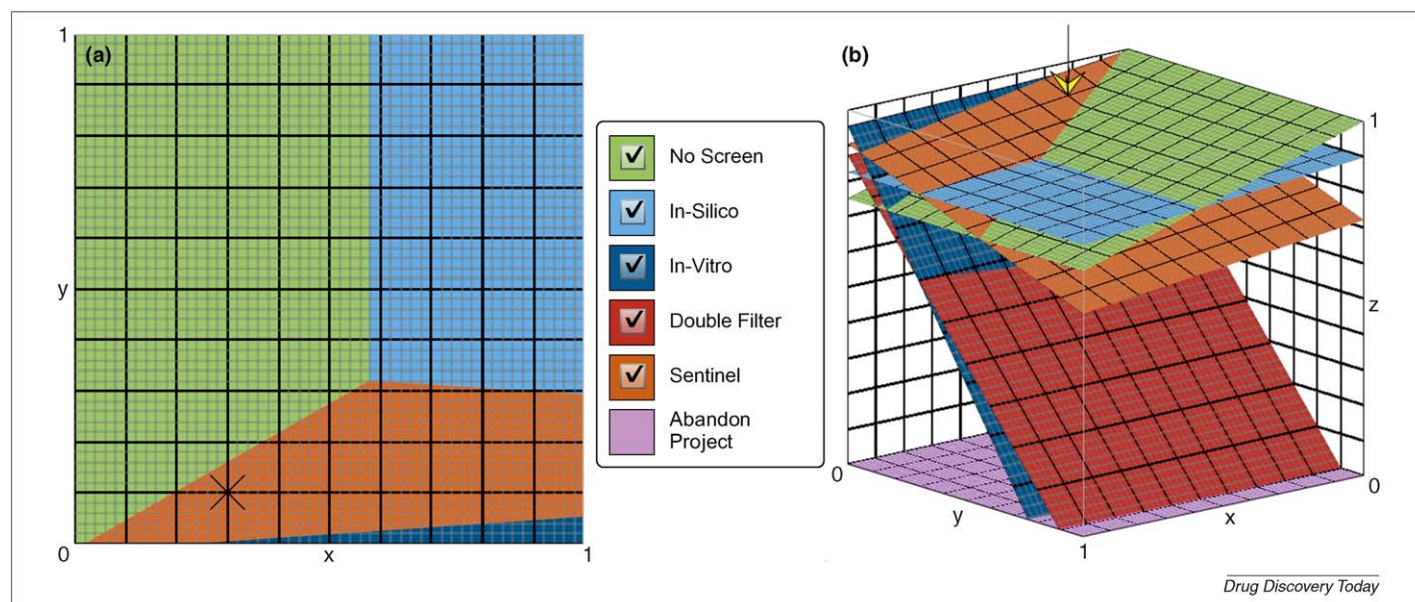 1
(a)
y
0
x
1
No Screen
In-Silico
In-Vitro
Double Filter
Sentinel
Abandon
Project
(b)
1
z
0
0
y
x
1
Drug Discovery Today